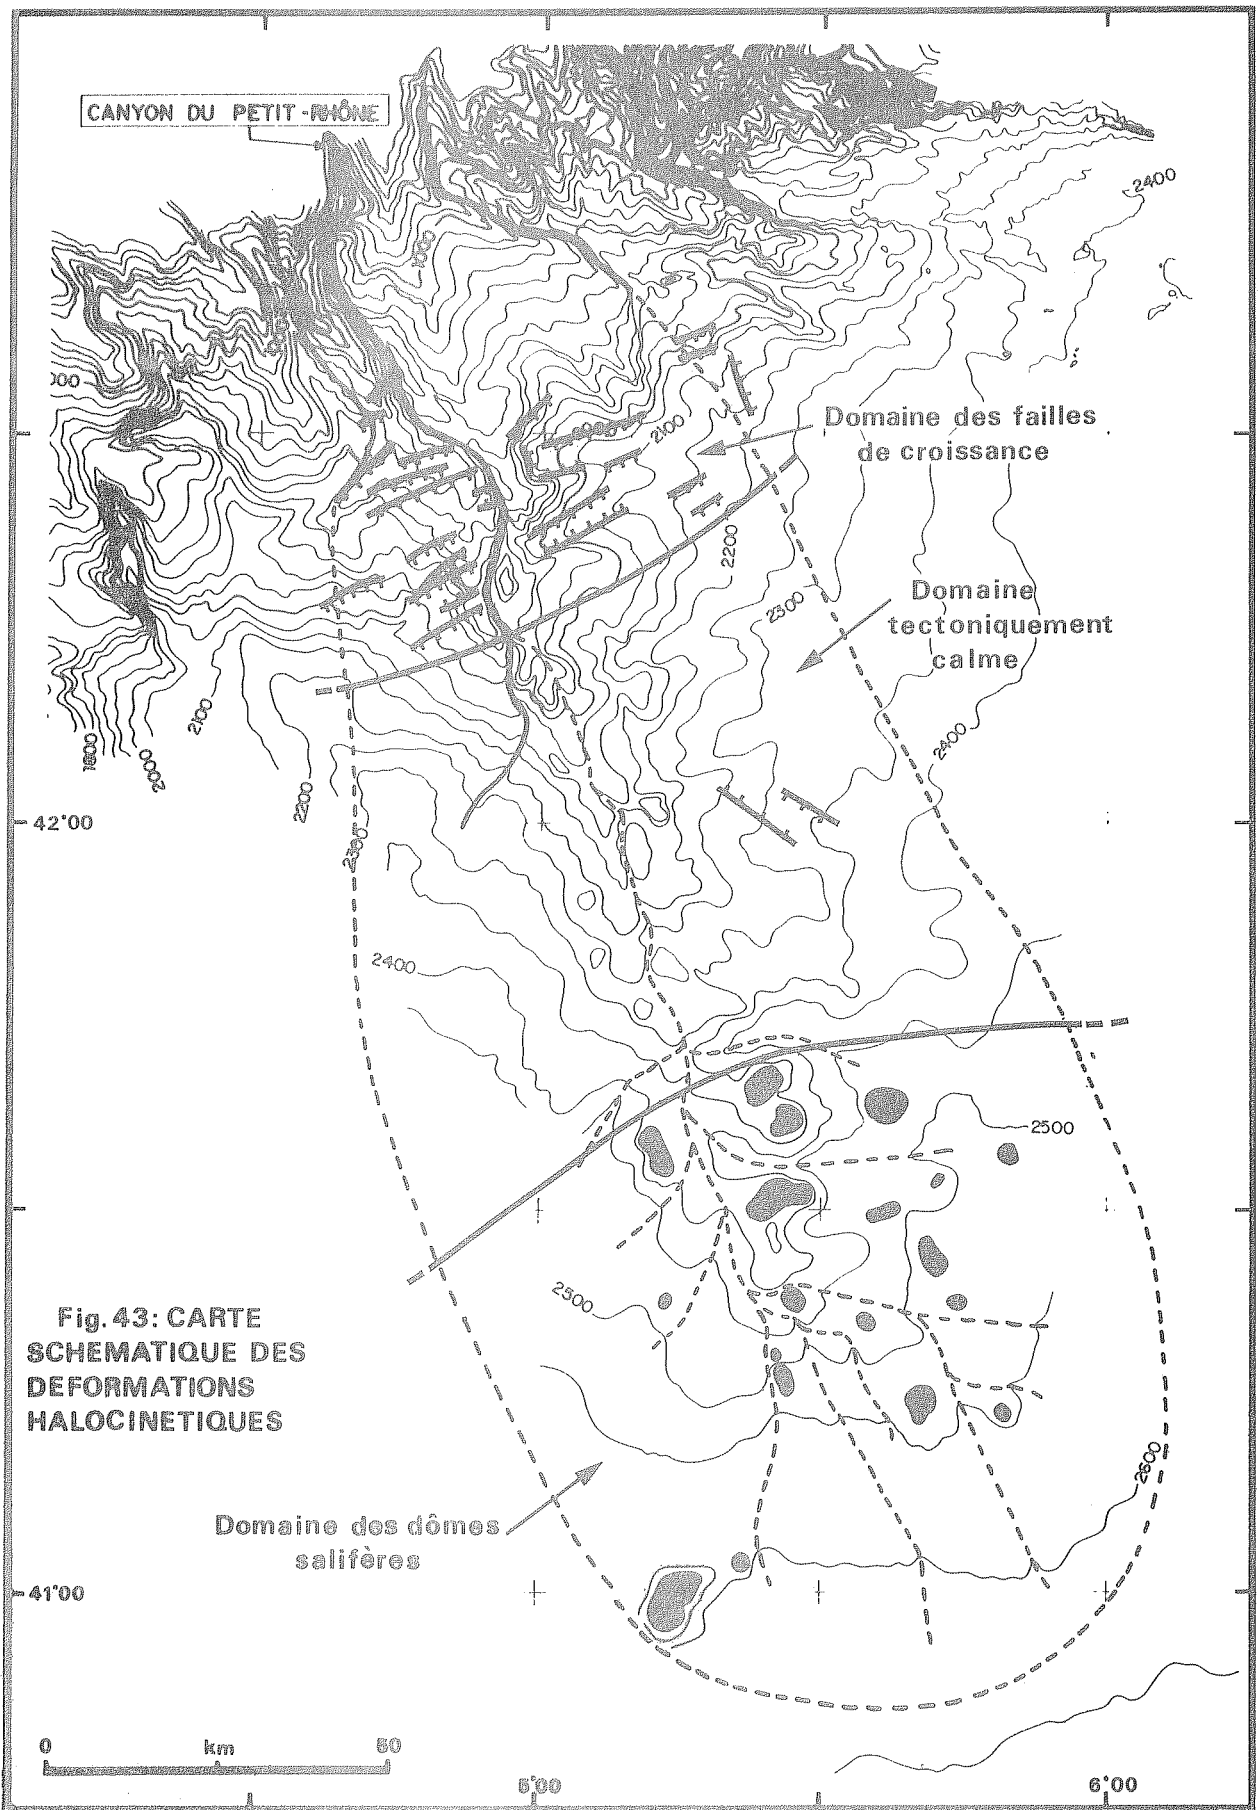 CANYON DU PETIT-RHÔNE
2400
1000
2100
Domaine des failles
de croissance
2200
2300
Domaine
tectoniquement
calme
2100
1800
2000
2200
2400
42°00
2300
2400
2500
2500
Fig. 43: CARTE
SCHEMATIQUE DES
DEFORMATIONS
HALOCINETIQUES
2600
Domaine des dômes
salifères
41°00
0 km 50
5°00
6°00